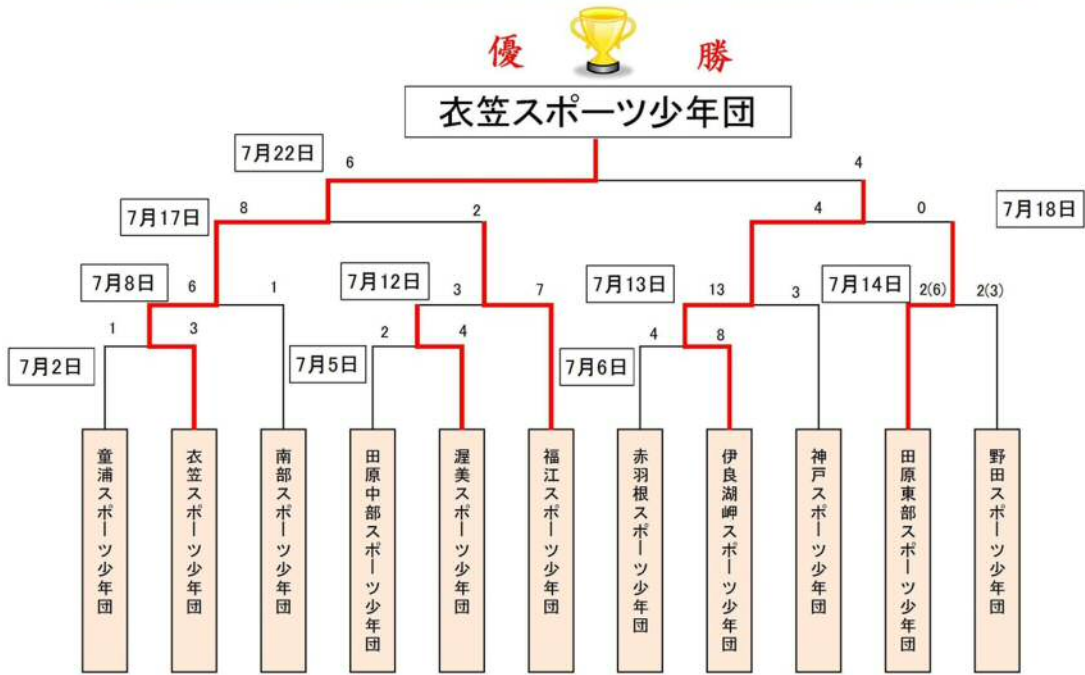 優 勝
衣笠スポーツ少年団
7月22日 6 4
7月17日 8 2 4 0 7月18日
7月8日 6 1 7月12日 3 7 7月13日 13 3 7月14日 2(6) 2(3)
7月2日 1 3 7月5日 2 4 7月6日 4 8
童浦スポーツ少年団
衣笠スポーツ少年団
南部スポーツ少年団
田原中部スポーツ少年団
渥美スポーツ少年団
福江スポーツ少年団
赤羽根スポーツ少年団
伊良湖岬スポーツ少年団
神戸スポーツ少年団
田原東部スポーツ少年団
野田スポーツ少年団